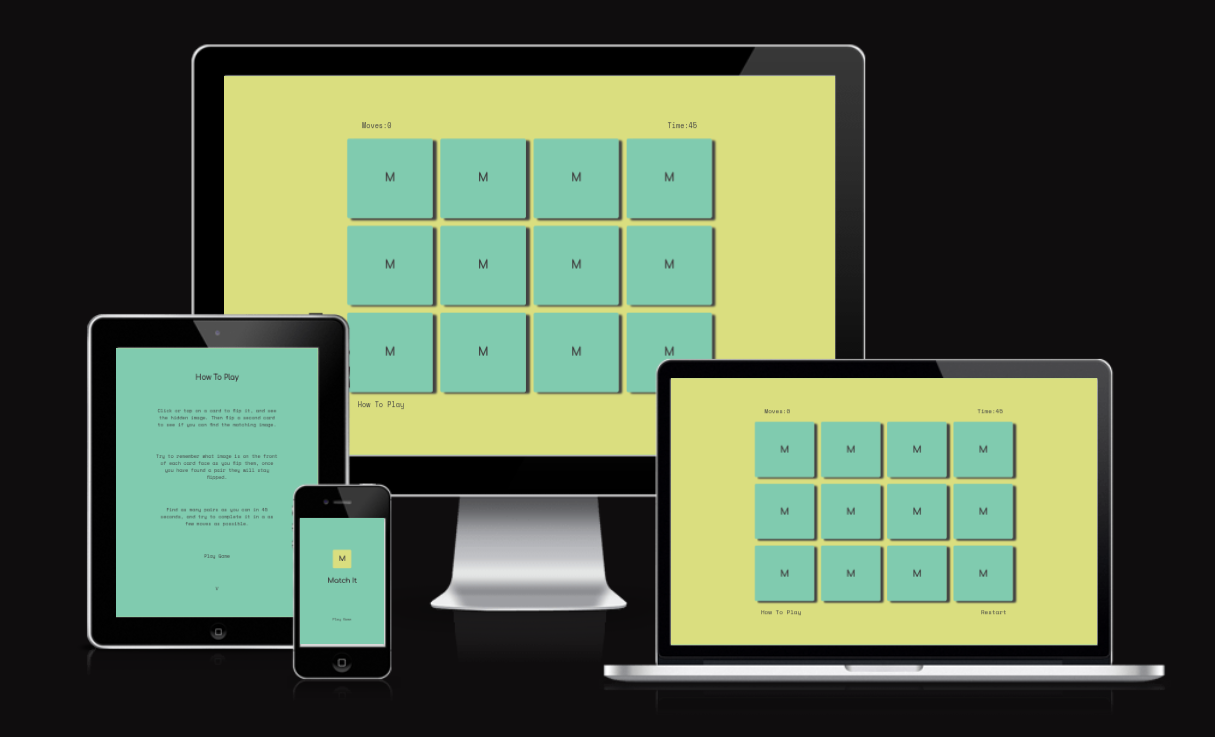 Moves:0 Time:45
M M M M
M M M M
M M M M
How To Play
How To Play
Click or tap on a card to flip it, and see
the hidden image. Then flip a second card
to see if you can find the matching image.
Try to remember what image is on the front
of each card face as you flip them, once
you have found a pair they will stay
flipped.
Find as many pairs as you can in 45
seconds, and try to complete it in a as
few moves as possible.
Play Game
M
Match It
Play Game
Moves:0 Time:45
M M M M
M M M M
M M M M
How To Play Restart